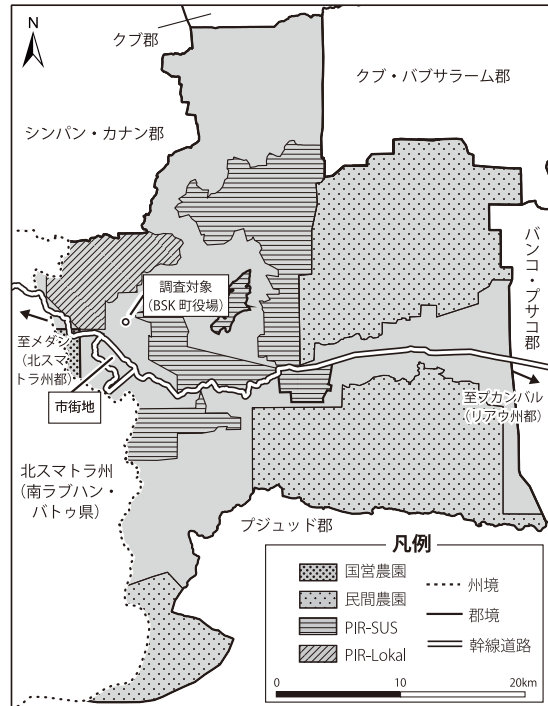 N
クブ郡
クブ・バブサラーム郡
シンパン・カナン郡
バンコ・プサコ郡
調査対象
(BSK 町役場)
至メダン
(北スマ
トラ州都)
市街地
至プカンバル
(リアウ州都)
北スマトラ州
(南ラブハン・
バトゥ県)
プジュッド郡
凡例
国営農園
民間農園
PIR-SUS
PIR-Lokal
州境
郡境
幹線道路
0
10
20km